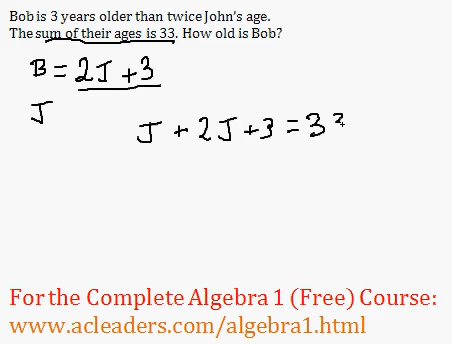 Bob is 3 years older than twice John's age.
The sum of their ages is 33. How old is Bob?
B = 2J + 3
J
J + 2J + 3 = 33
For the Complete Algebra 1 (Free) Course:
www.acleaders.com/algebra1.html